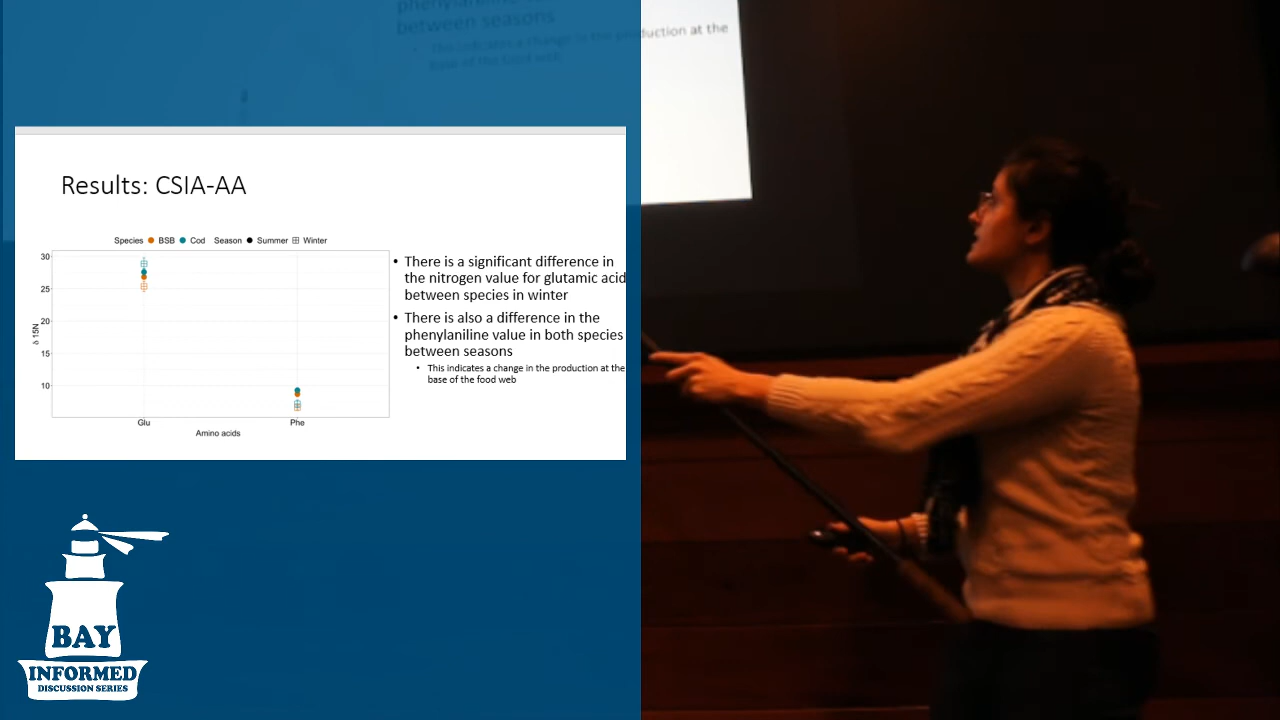 phenylaniline va
between seasons
This indicates a change in the production at the
base of the food web
Results: CSIA-AA
Species BSB Cod Season Summer Winter
30
25
20
15
10
δ 15N
Glu Phe
Amino acids
• There is a significant difference in
the nitrogen value for glutamic acid
between species in winter
• There is also a difference in the
phenylaniline value in both species
between seasons
• This indicates a change in the production at the
base of the food web
BAY
INFORMED
DISCUSSION SERIES